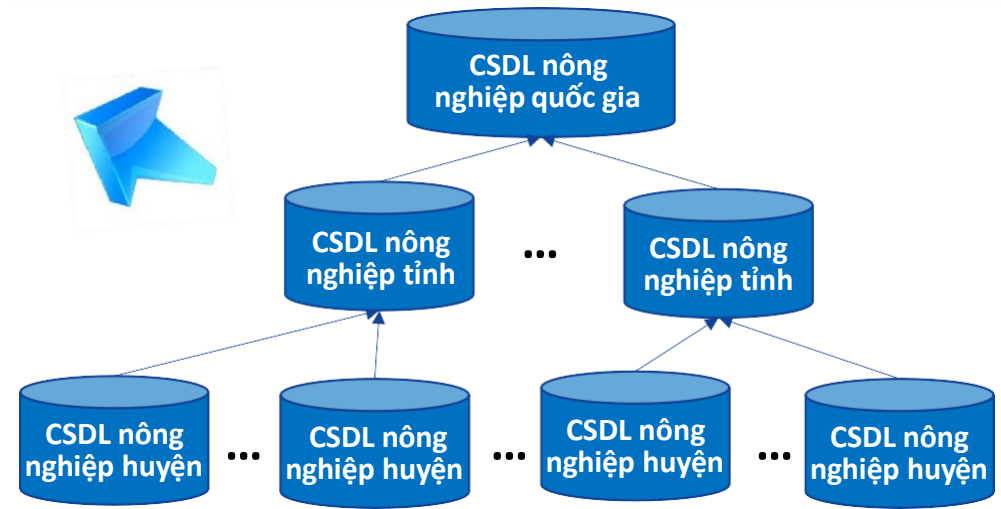 CSDL nông
nghiệp quốc gia
CSDL nông
nghiệp tỉnh
...
CSDL nông
nghiệp tỉnh
CSDL nông
nghiệp huyện
...
CSDL nông
nghiệp huyện
...
CSDL nông
nghiệp huyện
...
CSDL nông
nghiệp huyện